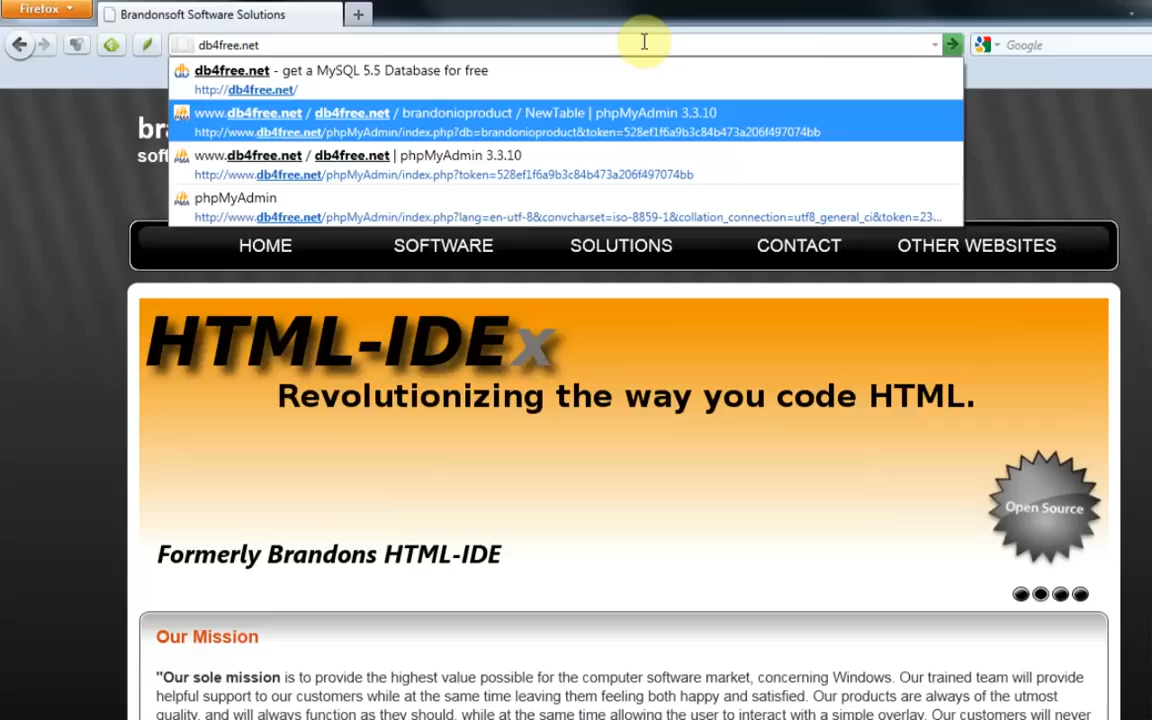 Firefox
Brandonsoft Software Solutions
db4free.net
Google
db4free.net - get a MySQL 5.5 Database for free
http://db4free.net/
www.db4free.net / db4free.net / brandonioproduct / NewTable | phpMyAdmin 3.3.10
http://www.db4free.net/phpMyAdmin/index.php?db=brandonioproduct&token=528ef1f6a9b3c84b473a206f497074bb
www.db4free.net / db4free.net | phpMyAdmin 3.3.10
http://www.db4free.net/phpMyAdmin/index.php?token=528ef1f6a9b3c84b473a206f497074bb
phpMyAdmin
http://www.db4free.net/phpMyAdmin/index.php?lang=en-utf-8&convcharset=iso-8859-1&collation_connection=utf8_general_ci&token=23...
bra
soft
HOME SOFTWARE SOLUTIONS CONTACT OTHER WEBSITES
HTML-IDEx
Revolutionizing the way you code HTML.
Open Source
Formerly Brandons HTML-IDE
Our Mission
"Our sole mission is to provide the highest value possible for the computer software market, concerning Windows. Our trained team will provide
helpful support to our customers while at the same time leaving them feeling both happy and satisfied. Our products are always of the utmost
quality, and will always function as they should, while at the same time allowing the user to interact with a simple overlay. Our customers will never